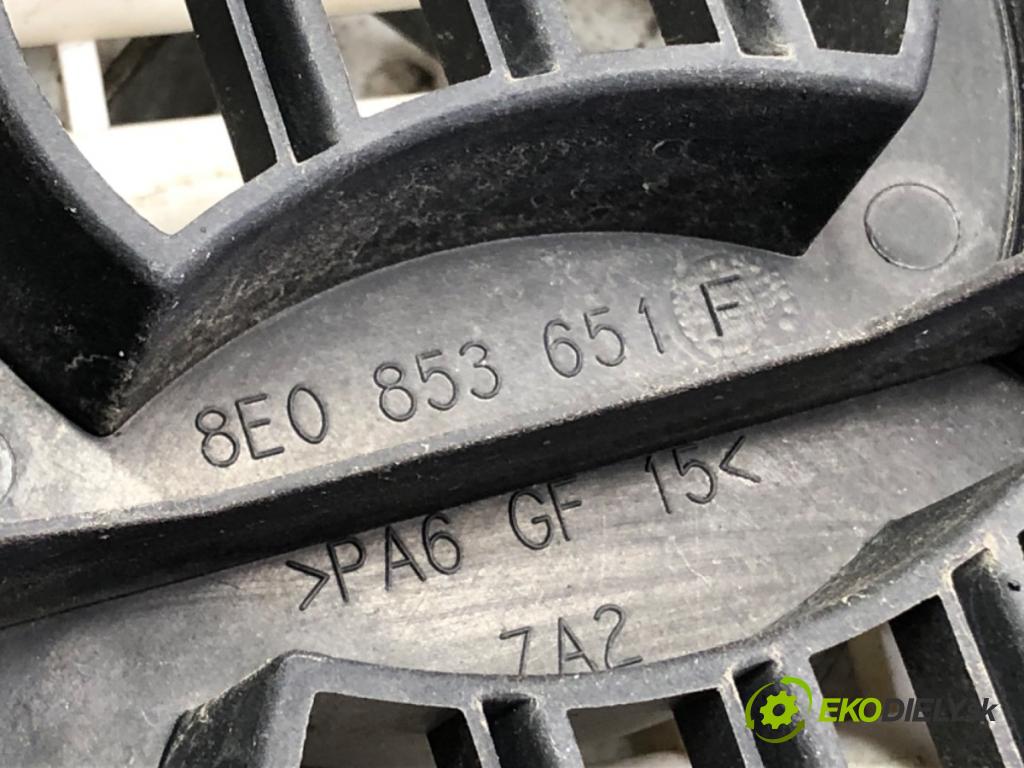 8E0 853 651 F
>PA6 GF 15<
7A2
EKODIELY.sk